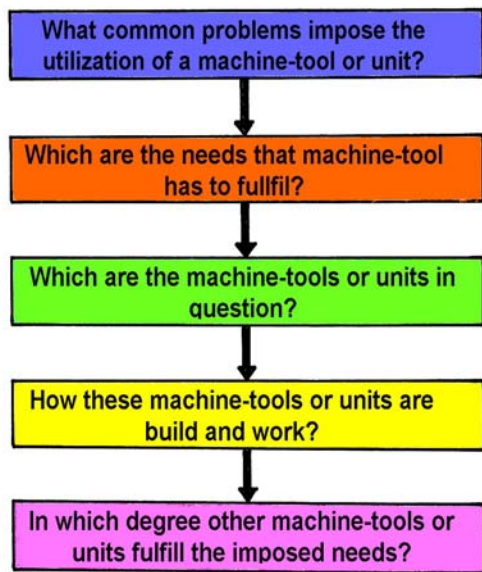 What common problems impose the
utilization of a machine-tool or unit?
Which are the needs that machine-tool
has to fullfil?
Which are the machine-tools or units in
question?
How these machine-tools or units are
build and work?
In which degree other machine-tools or
units fulfill the imposed needs?